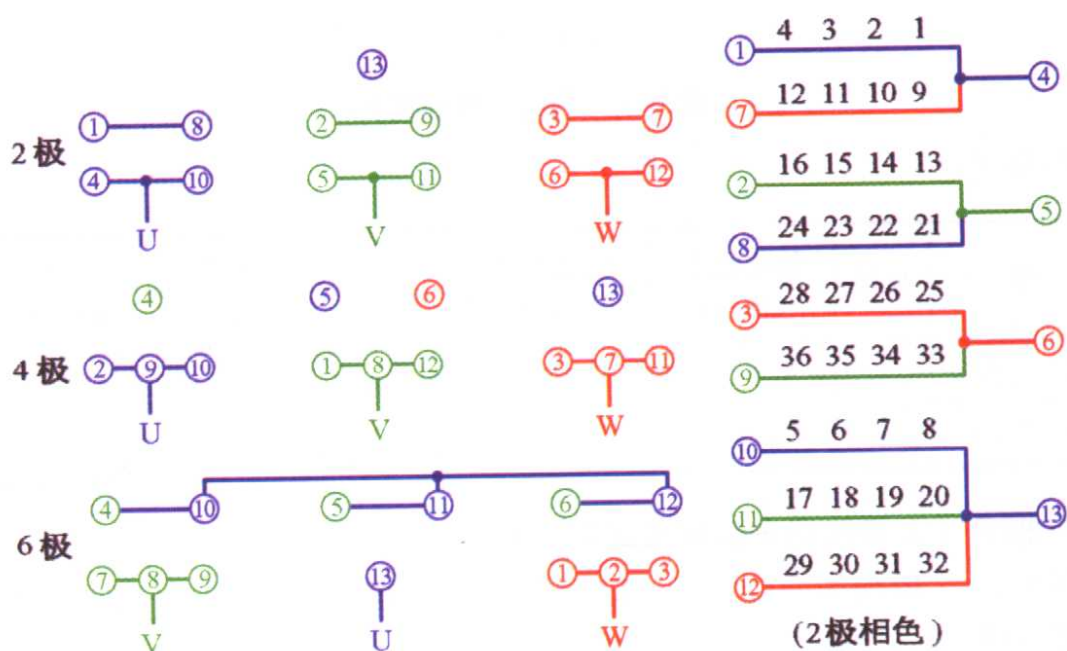 ⑬
①
⑧
②
⑨
③
⑦
2极
④
⑩
⑤
⑪
⑥
⑫
U
V
W
④
⑤
⑥
⑬
4极
②
⑨
⑩
①
⑧
⑫
③
⑦
⑪
U
V
W
④
⑩
⑤
⑪
⑥
⑫
6极
⑦
⑧
⑨
⑬
①
②
③
V
U
W
4 3 2 1
①
④
12 11 10 9
⑦
16 15 14 13
②
⑤
24 23 22 21
⑧
28 27 26 25
③
⑥
36 35 34 33
⑨
5 6 7 8
⑩
17 18 19 20
⑪
⑬
29 30 31 32
⑫
(2极相色)